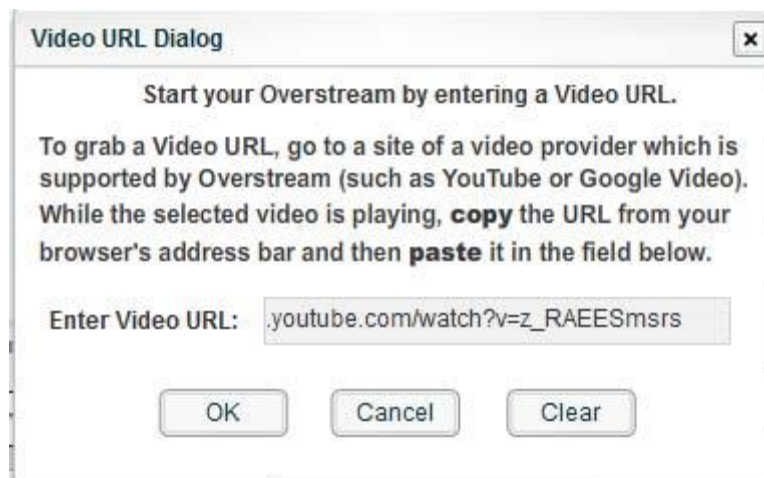 Video URL Dialog
Start your Overstream by entering a Video URL.
To grab a Video URL, go to a site of a video provider which is
supported by Overstream (such as YouTube or Google Video).
While the selected video is playing, copy the URL from your
browser's address bar and then paste it in the field below.
Enter Video URL: .youtube.com/watch?v=z_RAEESmsrs
OK Cancel Clear